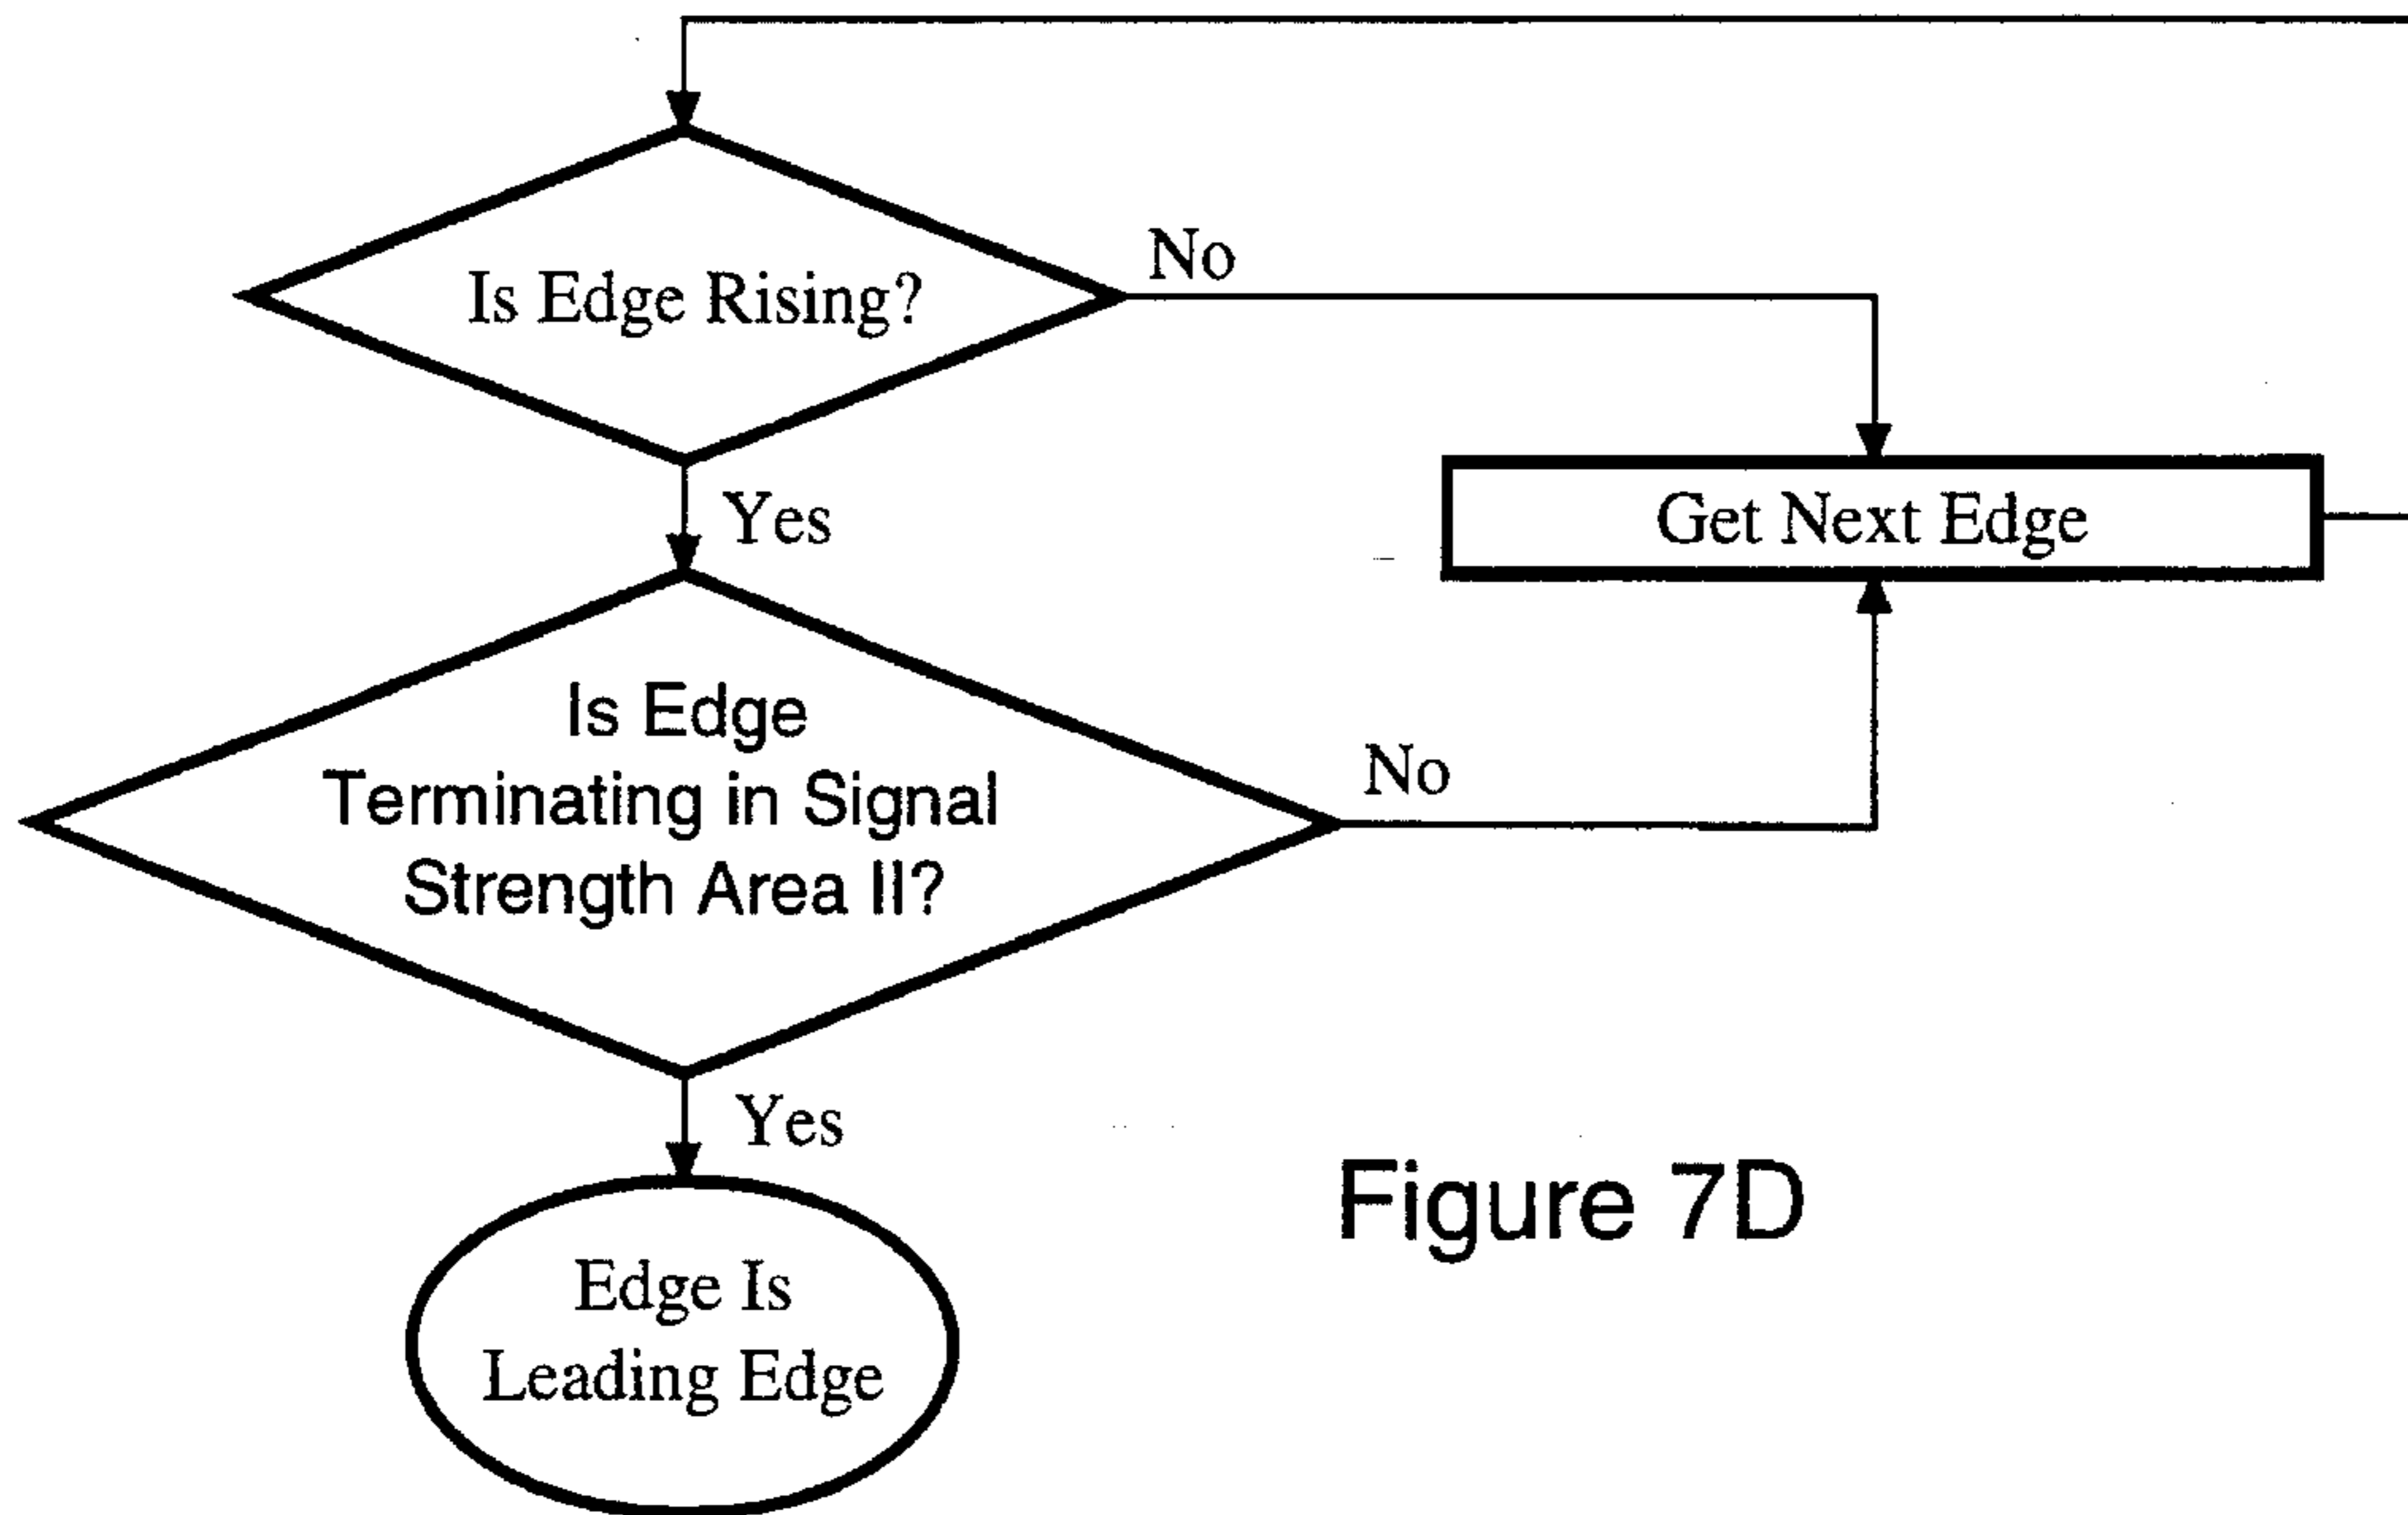 No
Is Edge Rising?
Yes
Get Next Edge
Is Edge
Terminating in Signal
Strength Area II?
No
Yes
Figure 7D
Edge Is
Leading Edge